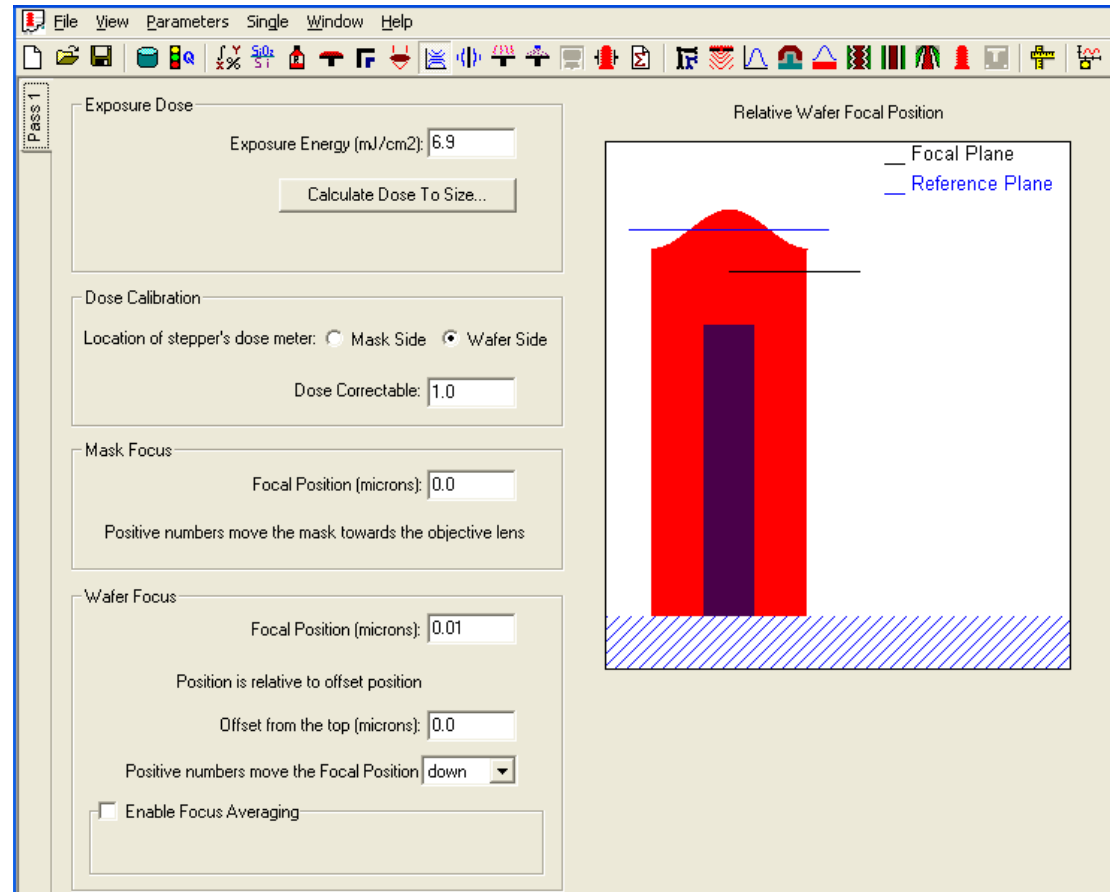 File View Parameters Single Window Help
Pass 1
Exposure Dose
Exposure Energy (mJ/cm2): 6.9
Calculate Dose To Size...
Dose Calibration
Location of stepper's dose meter: Mask Side Wafer Side
Dose Correctable: 1.0
Mask Focus
Focal Position (microns): 0.0
Positive numbers move the mask towards the objective lens
Wafer Focus
Focal Position (microns): 0.01
Position is relative to offset position
Offset from the top (microns): 0.0
Positive numbers move the Focal Position down
Enable Focus Averaging
Relative Wafer Focal Position
Focal Plane
Reference Plane